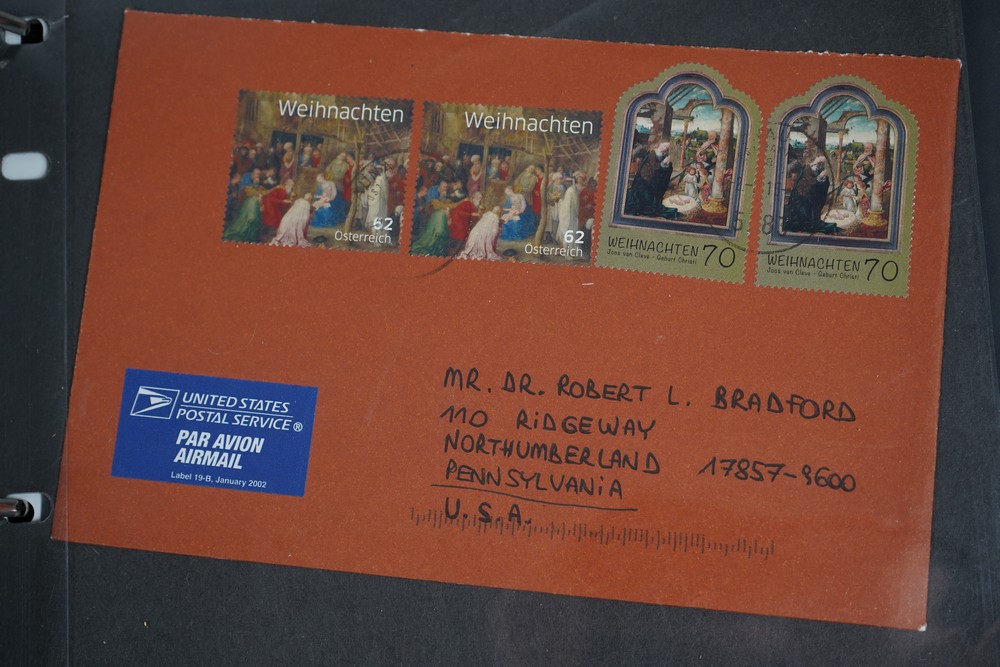 Weihnachten
62
Österreich
Weihnachten
62
Österreich
WEIHNACHTEN 70
Joos van Cleve - Geburt Christi
WEIHNACHTEN 70
Joos van Cleve - Geburt Christi
UNITED STATES
POSTAL SERVICE®
PAR AVION
AIRMAIL
Label 19-B, January 2002
MR. DR. ROBERT L. BRADFORD
110 RiDGEWAY
NORTHUMBERLAND 17857-9600
PENNSYLVANiA
U.S.A.